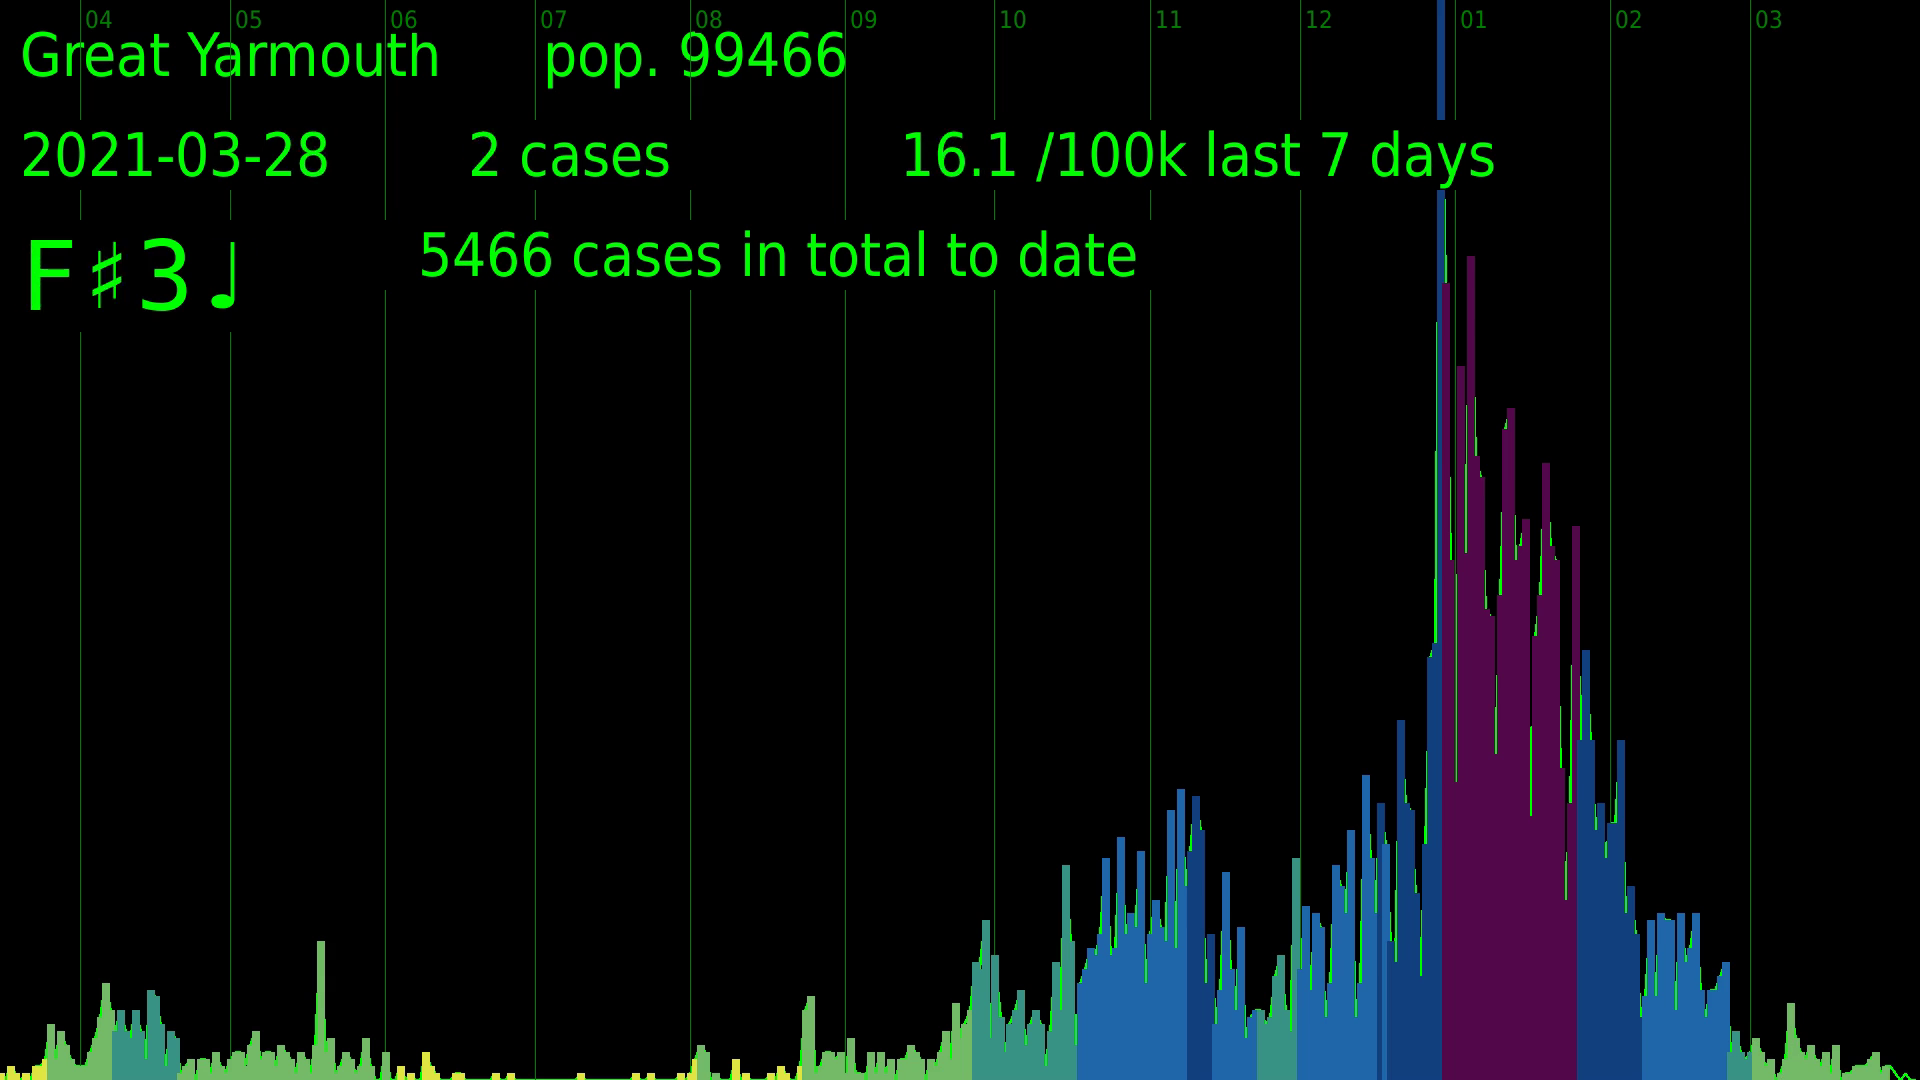 04 05 06 07 08 09 10 11 12 01 02 03
Great Yarmouth pop. 99466
2021-03-28 2 cases 16.1 /100k last 7 days
F♯3♩ 5466 cases in total to date